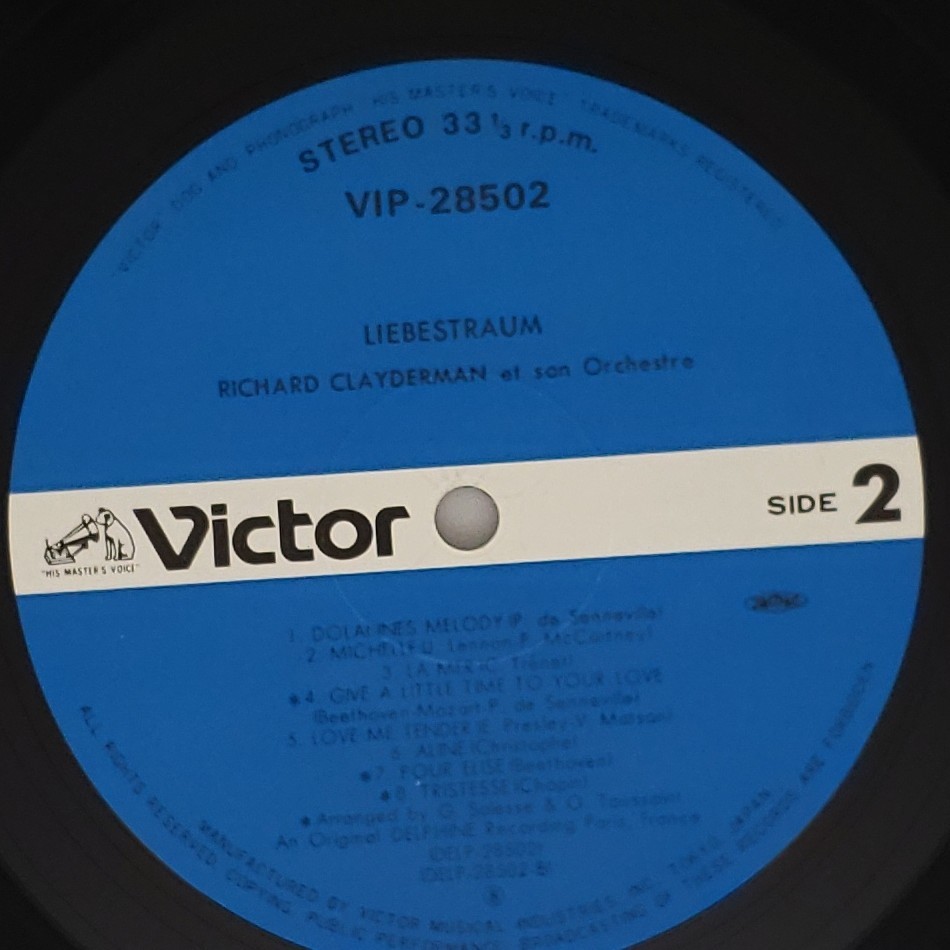 "VICTOR" "DOG AND PHONOGRAPH" "HIS MASTER'S VOICE" TRADEMARKS REGISTERED
STEREO 33 1/3 r.p.m.
VIP-28502
LIEBESTRAUM
RICHARD CLAYDERMAN et son Orchestre
"HIS MASTER'S VOICE"
Victor
SIDE 2
1. DOLANNES MELODY (P. de Senneville)
2. MICHELLE (J. Lennon-P. McCartney)
3. LA MER (C. Trénet)
◆4. GIVE A LITTLE TIME TO YOUR LOVE
(Beethoven-Mozart-P. de Senneville)
5. LOVE ME TENDER (E. Presley-V. Matson)
6. ALINE (Christophe)
◆7. POUR ELISE (Beethoven)
◆8. TRISTESSE (Chopin)
◆Arranged by G. Salesse & O. Toussaint
An Original DELPHINE Recording, Paris, France
(DELP-28502)
(DELP-28502-B)
MANUFACTURED BY VICTOR MUSICAL INDUSTRIES, INC. TOKYO, JAPAN
ALL RIGHTS RESERVED. COPYING, PUBLIC PERFORMANCE, BROADCASTING OF THESE RECORDS ARE FORBIDDEN